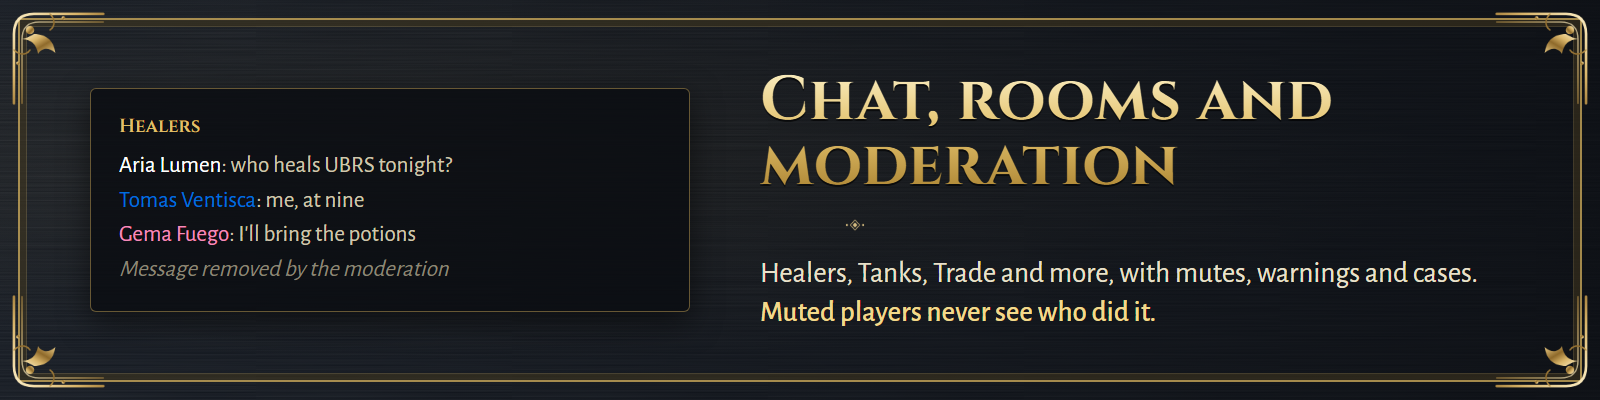 Healers
Aria Lumen: who heals UBRS tonight?
Tomas Ventisca: me, at nine
Gema Fuego: I'll bring the potions
Message removed by the moderation
Chat, rooms and
moderation
Healers, Tanks, Trade and more, with mutes, warnings and cases.
Muted players never see who did it.